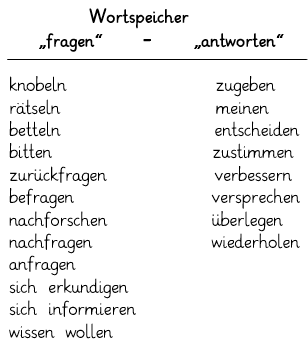 Wortspeicher
„fragen“ – „antworten“
knobeln zugeben
rätseln meinen
betteln entscheiden
bitten zustimmen
zurückfragen verbessern
befragen versprechen
nachforschen überlegen
nachfragen wiederholen
anfragen
sich erkundigen
sich informieren
wissen wollen